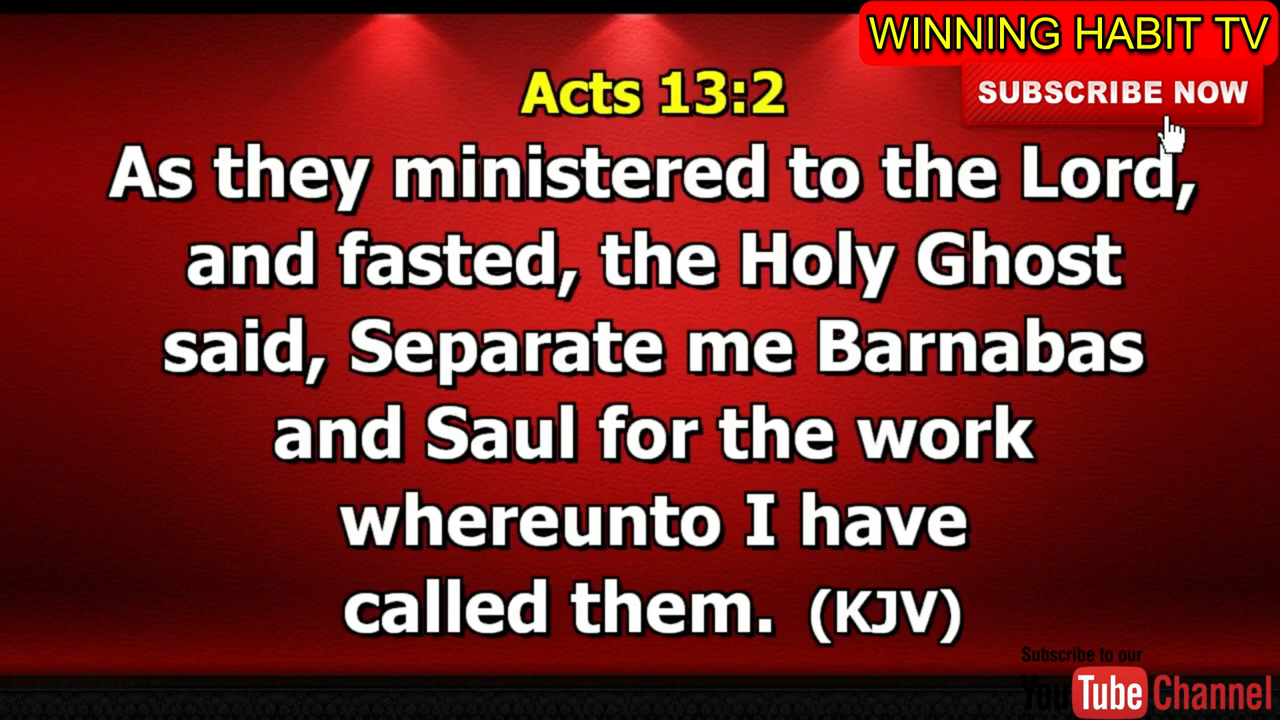 WINNING HABIT TV
SUBSCRIBE NOW
Acts 13:2
As they ministered to the Lord,
and fasted, the Holy Ghost
said, Separate me Barnabas
and Saul for the work
whereunto I have
called them. (KJV)
Subscribe to our
YouTube Channel